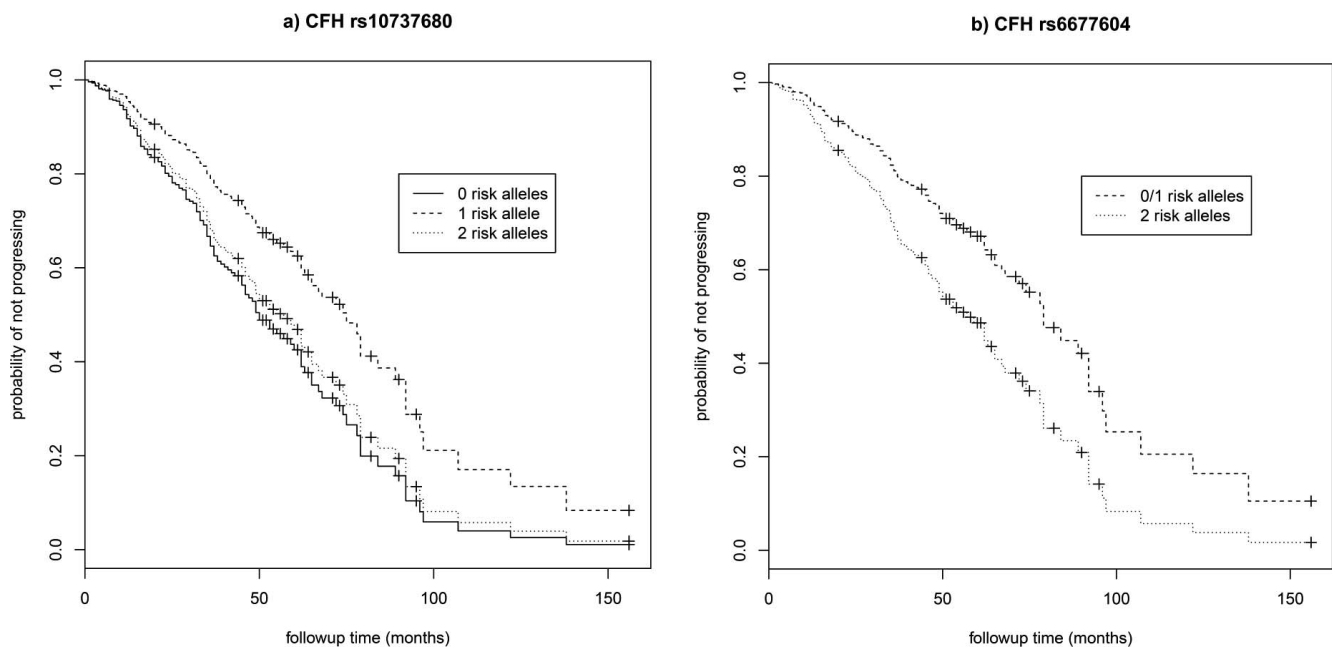 a) CFH rs10737680
probability of not progressing
1.0
0.8
0.6
0.4
0.2
0.0
0 risk alleles
1 risk allele
2 risk alleles
0
50
100
150
followup time (months)
b) CFH rs6677604
probability of not progressing
1.0
0.8
0.6
0.4
0.2
0.0
0/1 risk alleles
2 risk alleles
0
50
100
150
followup time (months)